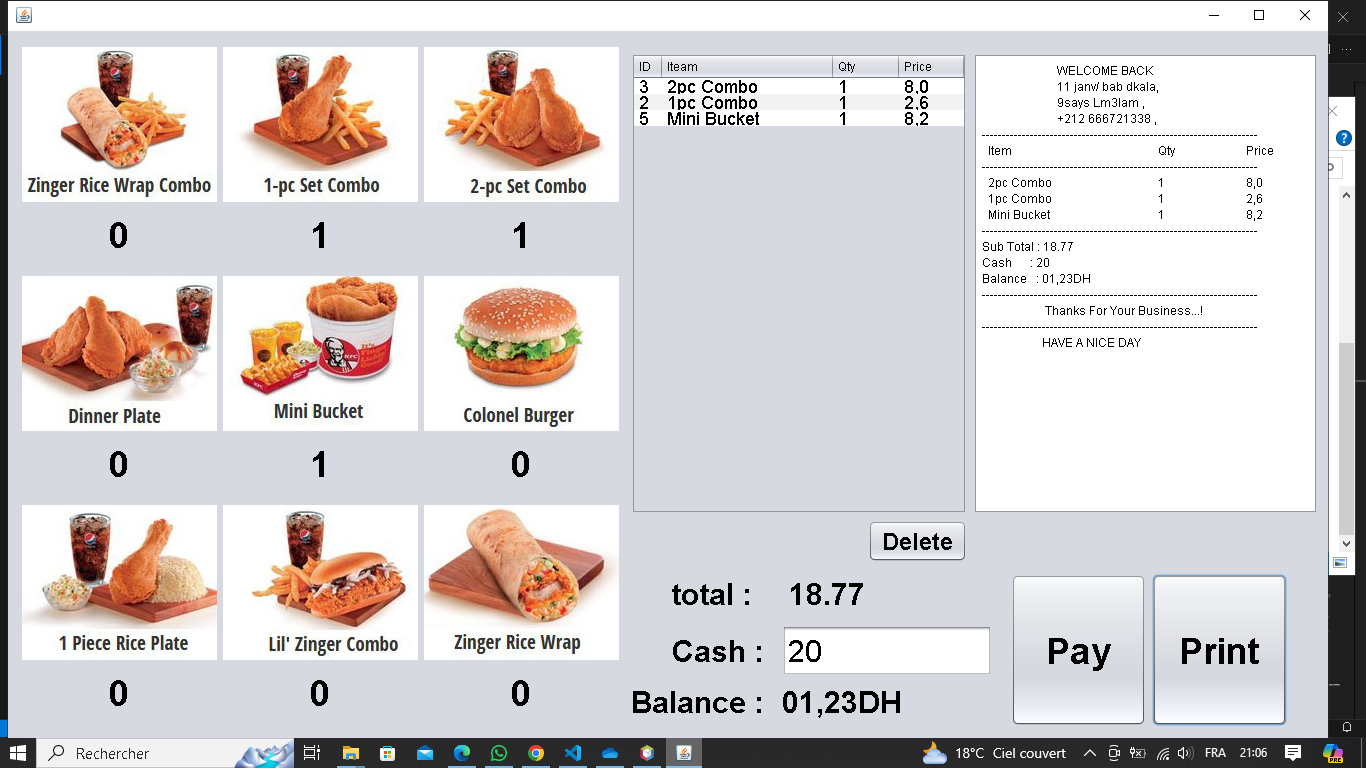 Zinger Rice Wrap Combo
1-pc Set Combo
2-pc Set Combo
0
1
1
Dinner Plate
Mini Bucket
Colonel Burger
0
1
0
1 Piece Rice Plate
Lil' Zinger Combo
Zinger Rice Wrap
0
0
0
ID Iteam Qty Price
3 2pc Combo 1 8,0
2 1pc Combo 1 2,6
5 Mini Bucket 1 8,2
Delete
total : 18.77
Cash : 20
Balance : 01,23DH
WELCOME BACK
11 janv/ bab dkala,
9says Lm3lam ,
+212 666721338 ,
-----------------------------------------------------------
Item Qty Price
-----------------------------------------------------------
2pc Combo 1 8,0
1pc Combo 1 2,6
Mini Bucket 1 8,2
-----------------------------------------------------------
Sub Total : 18.77
Cash : 20
Balance : 01,23DH
-----------------------------------------------------------
Thanks For Your Business...!
-----------------------------------------------------------
HAVE A NICE DAY
Pay
Print
Rechercher
18°C Ciel couvert
FRA
21:06
PRE